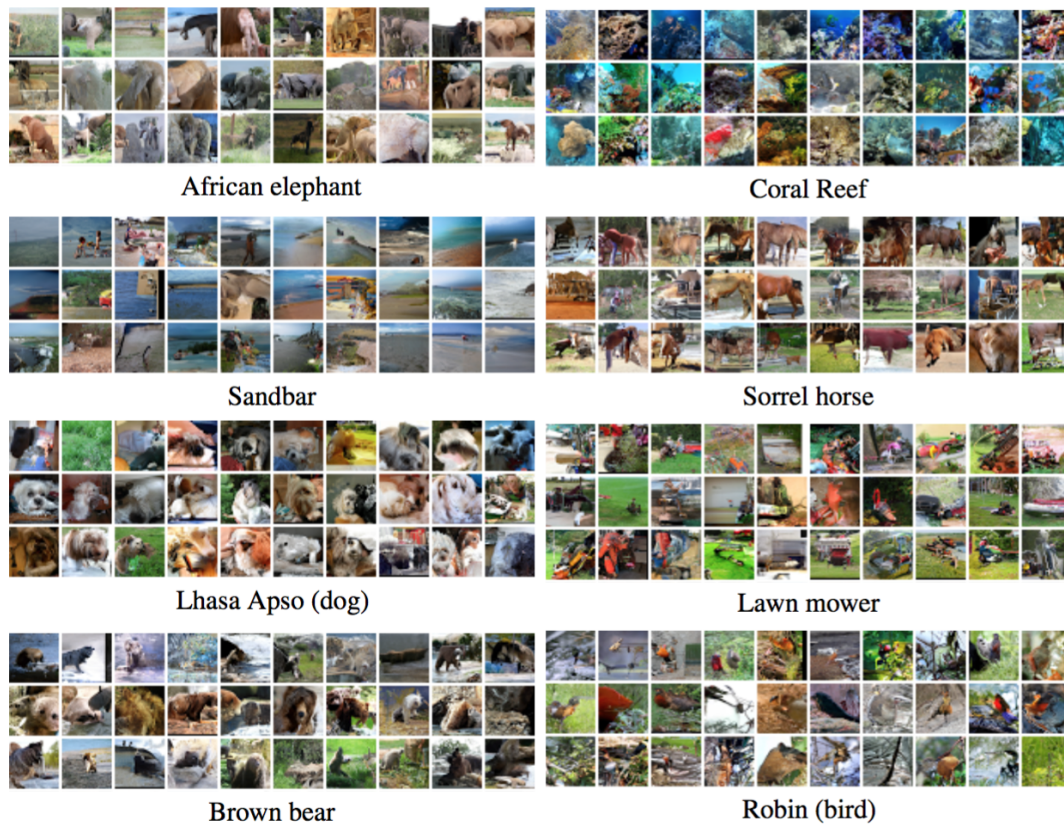 African elephant
Coral Reef
Sandbar
Sorrel horse
Lhasa Apso (dog)
Lawn mower
Brown bear
Robin (bird)